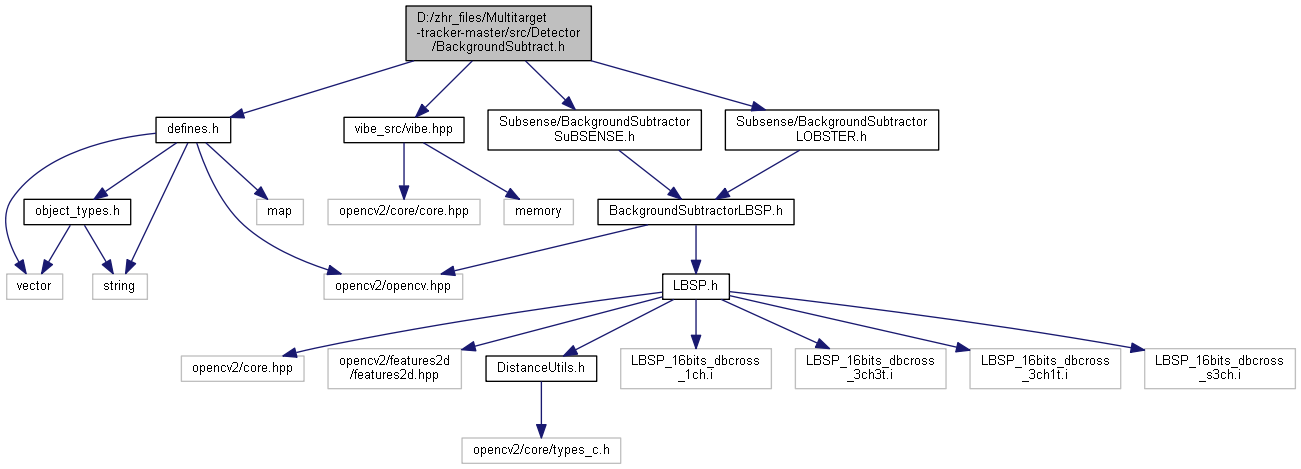 D:/zhr_files/Multitarget
-tracker-master/src/Detector
/BackgroundSubtract.h
defines.h
vibe_src/vibe.hpp
Subsense/BackgroundSubtractor
SuBSENSE.h
Subsense/BackgroundSubtractor
LOBSTER.h
object_types.h
map
opencv2/core/core.hpp
memory
BackgroundSubtractorLBSP.h
vector
string
opencv2/opencv.hpp
LBSP.h
opencv2/core.hpp
opencv2/features2d
/features2d.hpp
DistanceUtils.h
LBSP_16bits_dbcross
_1ch.i
LBSP_16bits_dbcross
_3ch3t.i
LBSP_16bits_dbcross
_3ch1t.i
LBSP_16bits_dbcross
_s3ch.i
opencv2/core/types_c.h